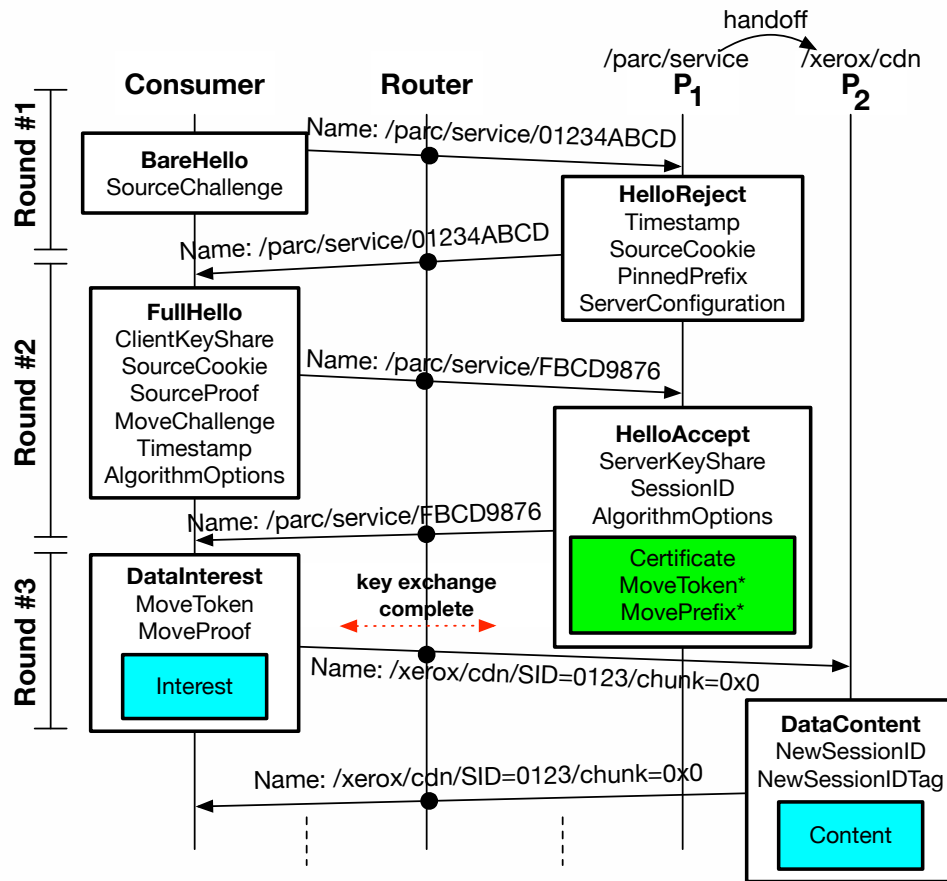 handoff
/parc/service
/xerox/cdn
Consumer
Router
P1
P2
Round #1
Name: /parc/service/01234ABCD
BareHello
SourceChallenge
HelloReject
Timestamp
SourceCookie
PinnedPrefix
ServerConfiguration
Name: /parc/service/01234ABCD
Round #2
FullHello
ClientKeyShare
SourceCookie
SourceProof
MoveChallenge
Timestamp
AlgorithmOptions
Name: /parc/service/FBCD9876
HelloAccept
ServerKeyShare
SessionID
AlgorithmOptions
Certificate
MoveToken*
MovePrefix*
Name: /parc/service/FBCD9876
Round #3
DataInterest
MoveToken
MoveProof
Interest
key exchange
complete
Name: /xerox/cdn/SID=0123/chunk=0x0
DataContent
NewSessionID
NewSessionIDTag
Content
Name: /xerox/cdn/SID=0123/chunk=0x0